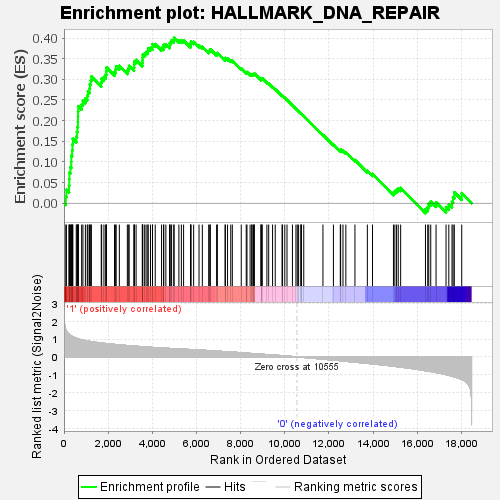 Enrichment plot: HALLMARK_DNA_REPAIR
Enrichment score (ES)
0.40
0.35
0.30
0.25
0.20
0.15
0.10
0.05
0.00
Ranked list metric (Signal2Noise)
'1' (positively correlated)
3
2
1
0
-1
-2
-3
-4
Zero cross at 10555
'0' (negatively correlated)
0 2,000 4,000 6,000 8,000 10,000 12,000 14,000 16,000 18,000
Rank in Ordered Dataset
Enrichment profile Hits Ranking metric scores